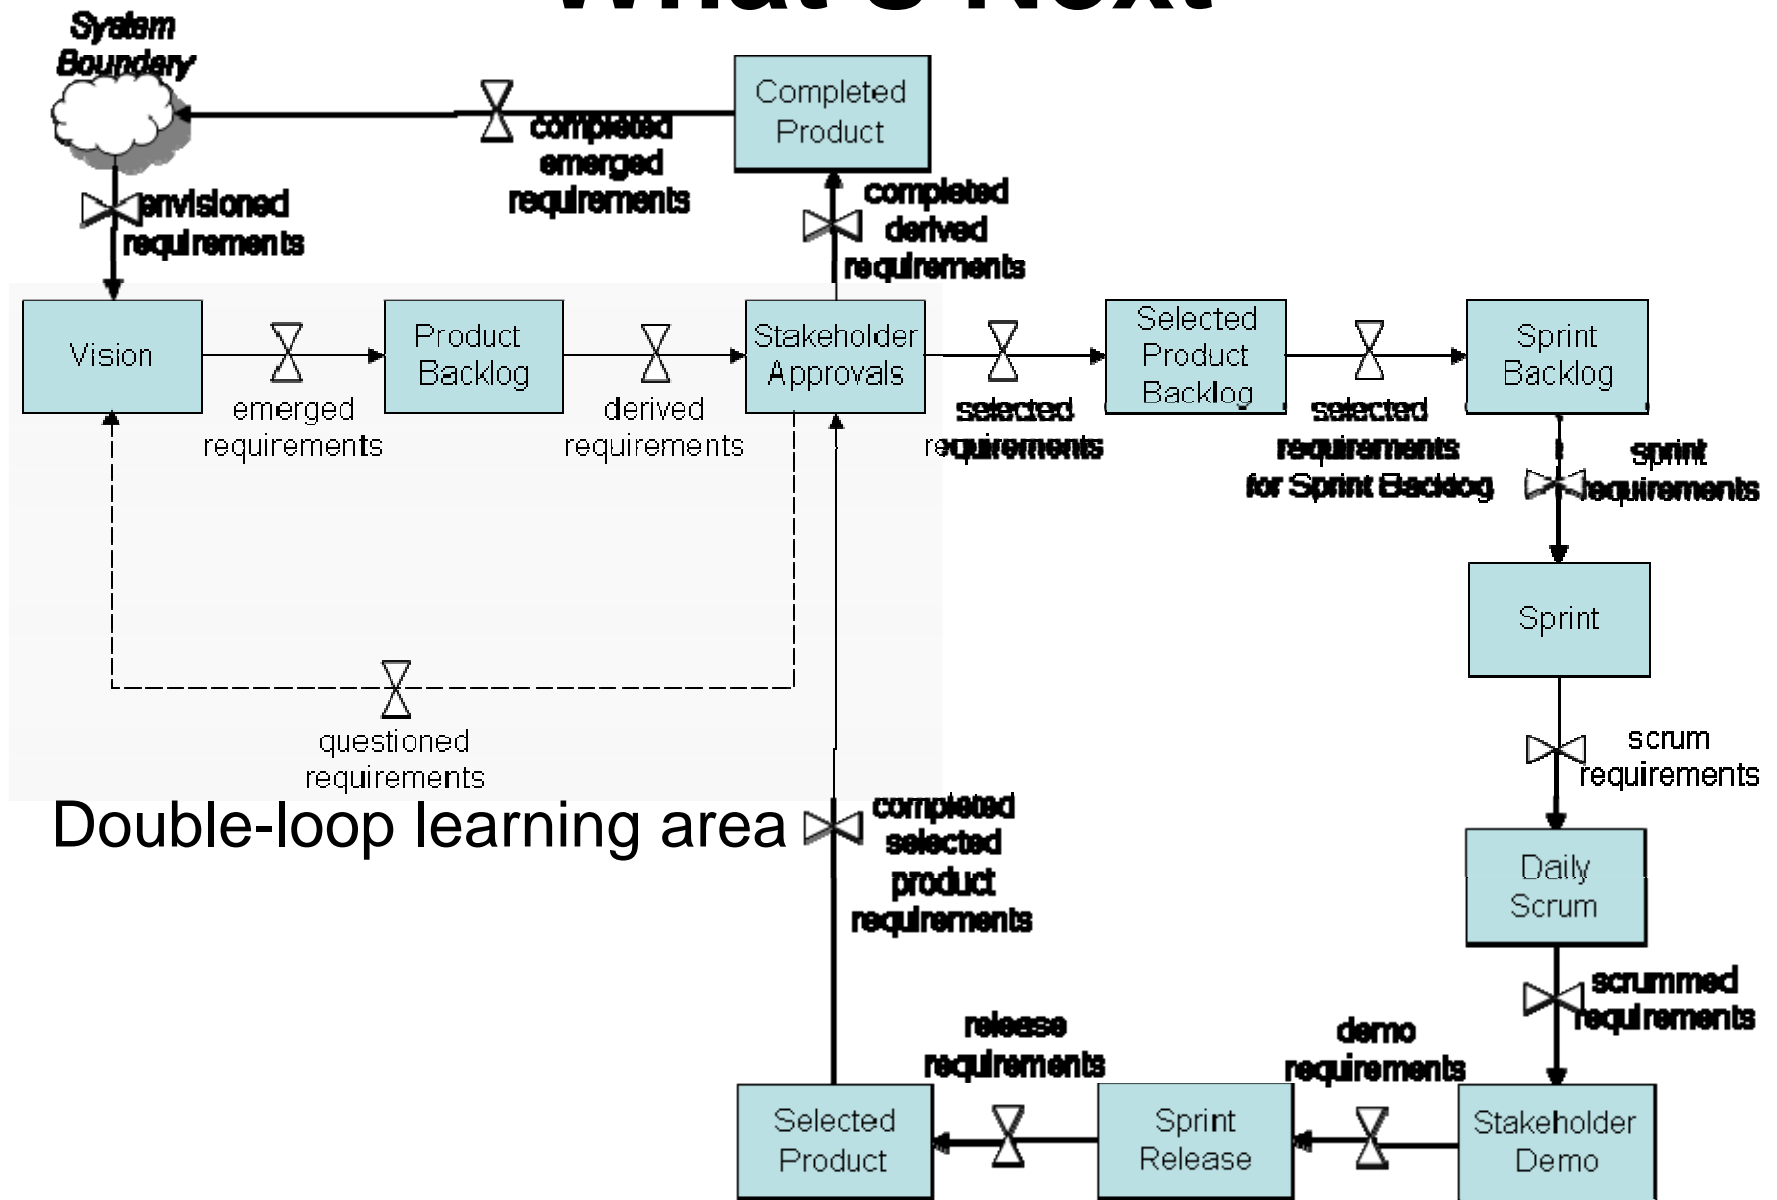 What's Next
System
Boundary
Completed
Product
completed
emerged
requirements
completed
derived
requirements
envisioned
requirements
Vision
emerged
requirements
Product
Backlog
derived
requirements
Stakeholder
Approvals
selected
requirements
Selected
Product
Backlog
selected
requirements
for Sprint Backlog
Sprint
Backlog
sprint
requirements
Sprint
questioned
requirements
scrum
requirements
Double-loop learning area
completed
selected
product
requirements
Daily
Scrum
scrummed
requirements
release
requirements
demo
requirements
Selected
Product
Sprint
Release
Stakeholder
Demo